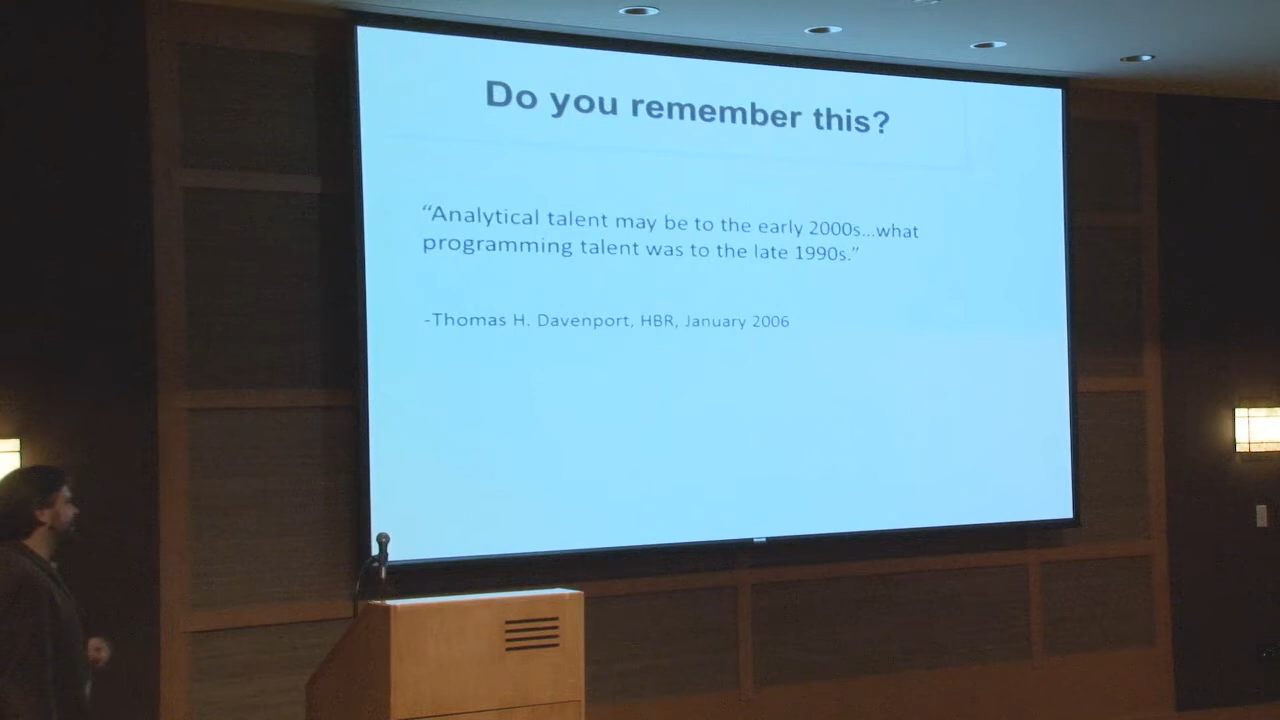 Do you remember this?
“Analytical talent may be to the early 2000s...what
programming talent was to the late 1990s.”
-Thomas H. Davenport, HBR, January 2006